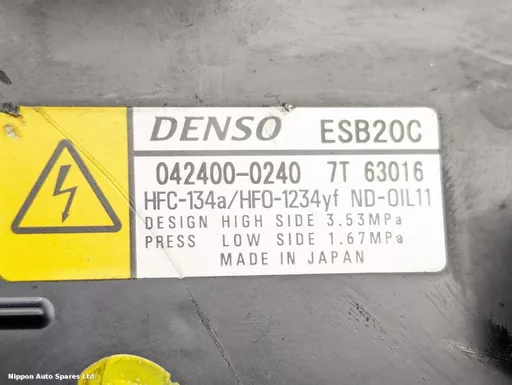 DENSO ESB20C
042400-0240 7T 63016
HFC-134a/HFO-1234yf ND-OIL11
DESIGN HIGH SIDE 3.53MPa
PRESS LOW SIDE 1.67MPa
MADE IN JAPAN
Nippon Auto Spares Ltd.